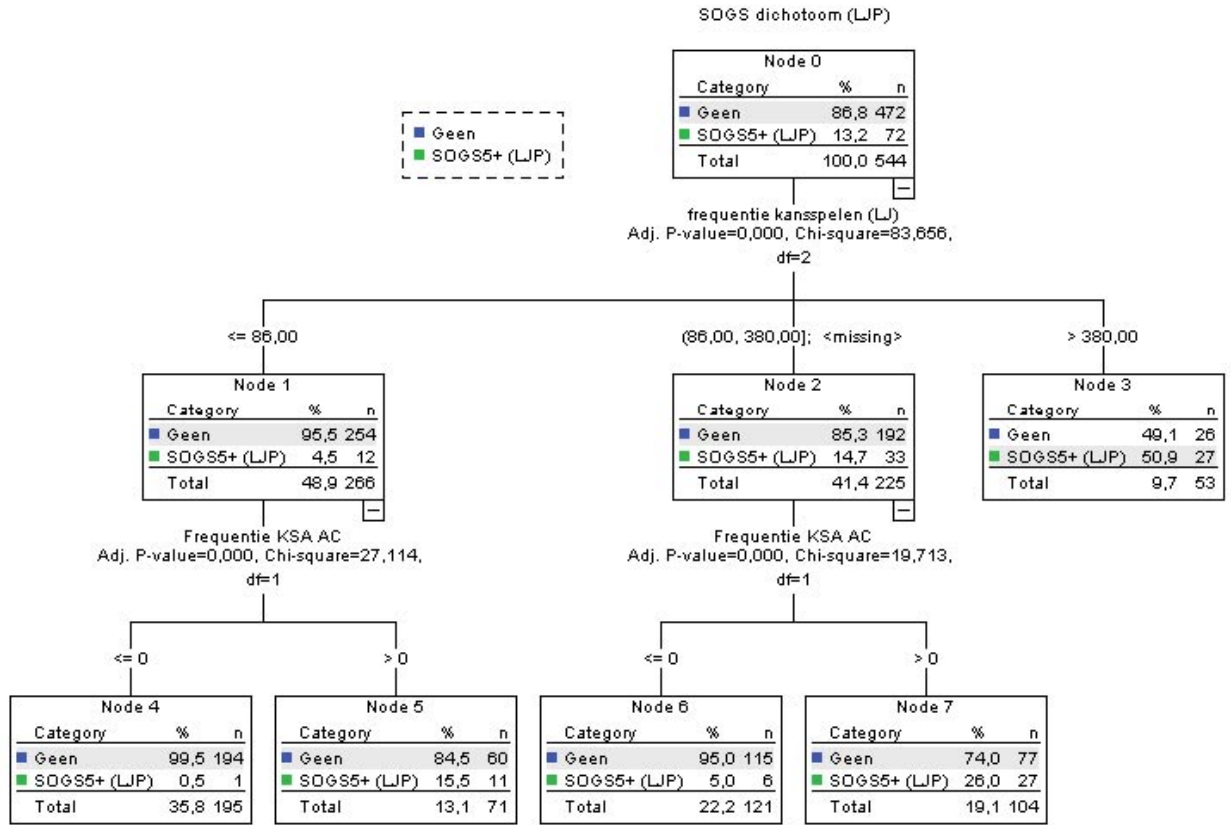 SOGS dichotoom (LJP)
Node 0
Category % n
Geen 86,8 472
SOGS5+ (LJP) 13,2 72
Total 100,0 544
Geen
SOGS5+ (LJP)
frequentie kansspelen (LJ)
Adj. P-value=0,000, Chi-square=83,656,
df=2
<= 86,00
(86,00, 380,00]; <missing>
> 380,00
Node 1
Category % n
Geen 95,5 254
SOGS5+ (LJP) 4,5 12
Total 48,9 266
Node 2
Category % n
Geen 85,3 192
SOGS5+ (LJP) 14,7 33
Total 41,4 225
Node 3
Category % n
Geen 49,1 26
SOGS5+ (LJP) 50,9 27
Total 9,7 53
Frequentie KSA AC
Adj. P-value=0,000, Chi-square=27,114,
df=1
Frequentie KSA AC
Adj. P-value=0,000, Chi-square=19,713,
df=1
<= 0
> 0
<= 0
> 0
Node 4
Category % n
Geen 99,5 194
SOGS5+ (LJP) 0,5 1
Total 35,8 195
Node 5
Category % n
Geen 84,5 60
SOGS5+ (LJP) 15,5 11
Total 13,1 71
Node 6
Category % n
Geen 95,0 115
SOGS5+ (LJP) 5,0 6
Total 22,2 121
Node 7
Category % n
Geen 74,0 77
SOGS5+ (LJP) 26,0 27
Total 19,1 104